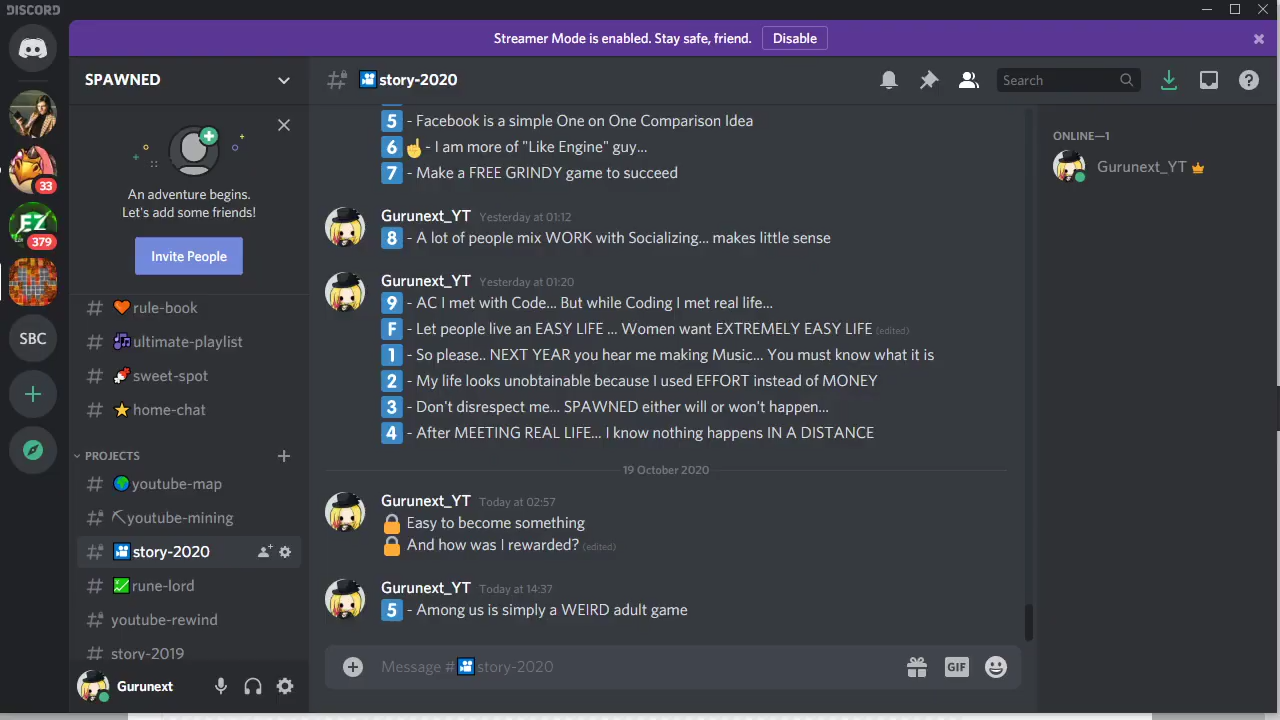 DISCORD
Streamer Mode is enabled. Stay safe, friend.
Disable
SPAWNED
story-2020
Search
An adventure begins.
Let's add some friends!
Invite People
33
EZ
379
SBC
rule-book
ultimate-playlist
sweet-spot
home-chat
PROJECTS
youtube-map
youtube-mining
story-2020
rune-lord
youtube-rewind
story-2019
Gurunext
5 - Facebook is a simple One on One Comparison Idea
6 ☝ - I am more of "Like Engine" guy...
7 - Make a FREE GRINDY game to succeed
Gurunext_YT Yesterday at 01:12
8 - A lot of people mix WORK with Socializing... makes little sense
Gurunext_YT Yesterday at 01:20
9 - AC I met with Code... But while Coding I met real life...
F - Let people live an EASY LIFE ... Women want EXTREMELY EASY LIFE (edited)
1 - So please.. NEXT YEAR you hear me making Music... You must know what it is
2 - My life looks unobtainable because I used EFFORT instead of MONEY
3 - Don't disrespect me... SPAWNED either will or won't happen...
4 - After MEETING REAL LIFE... I know nothing happens IN A DISTANCE
19 October 2020
Gurunext_YT Today at 02:57
🔒 Easy to become something
🔒 And how was I rewarded? (edited)
Gurunext_YT Today at 14:37
5 - Among us is simply a WEIRD adult game
Message # story-2020
GIF
ONLINE—1
Gurunext_YT